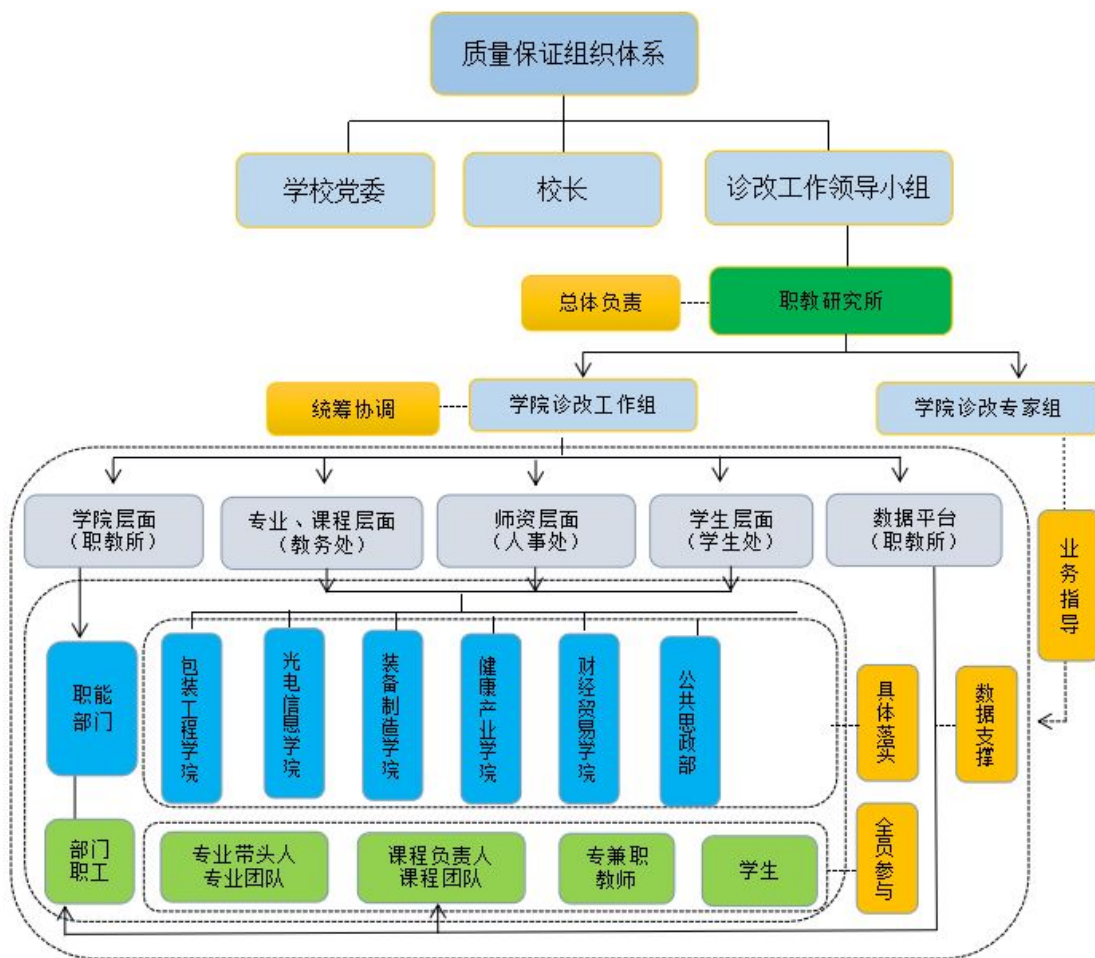 质量保证组织体系
学校党委
校长
诊改工作领导小组
总体负责
职教研究所
统筹协调
学院诊改工作组
学院诊改专家组
学院层面
（职教所）
专业、课程层面
（教务处）
师资层面
（人事处）
学生层面
（学生处）
数据平台
（职教所）
业务指导
职能
部门
包装工程学院
光电信息学院
装备制造学院
健康产业学院
财经贸易学院
公共思政部
具体落实
数据支撑
部门
职工
专业带头人
专业团队
课程负责人
课程团队
专兼职
教师
学生
全员参与